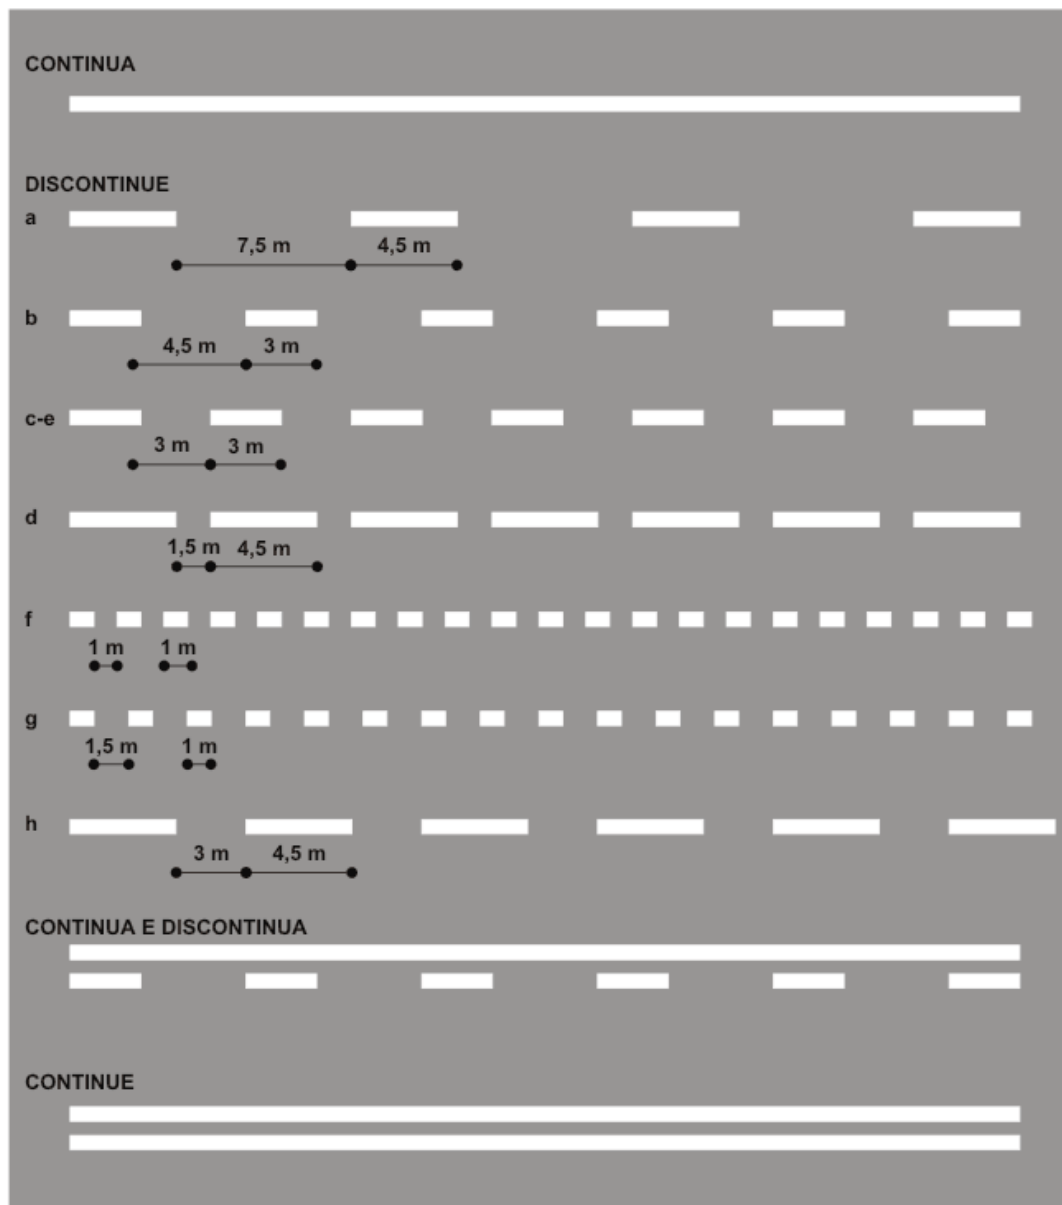 CONTINUA
DISCONTINUE
a
7,5 m 4,5 m
b
4,5 m 3 m
c-e
3 m 3 m
d
1,5 m 4,5 m
f
1 m 1 m
g
1,5 m 1 m
h
3 m 4,5 m
CONTINUA E DISCONTINUA
CONTINUE